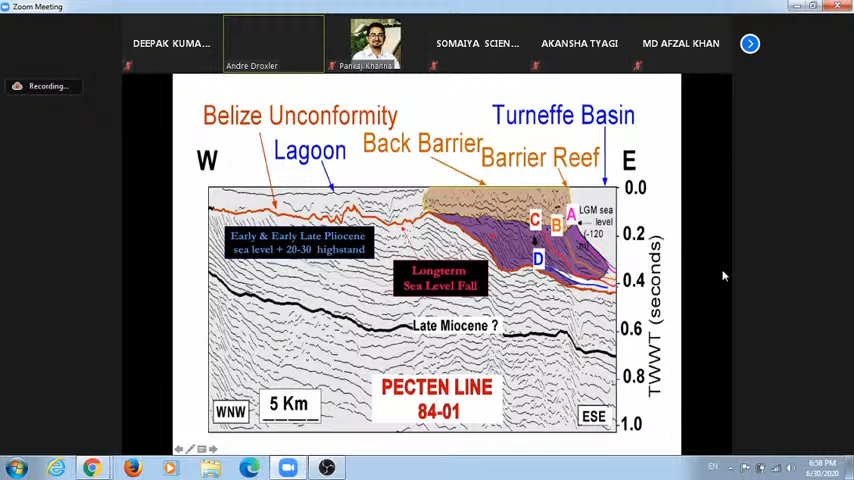 Zoom Meeting
DEEPAK KUMA...
Andre Droxler
Pankaj Khanna
SOMAIYA SCIEN...
AKANSHA TYAGI
MD AFZAL KHAN
Recording...
Belize Unconformity
Turneffe Basin
Lagoon
Back Barrier
Barrier Reef
W
E
0.0
A
LGM sea
level
(-120
C
B
0.2
Early & Early Late Pliocene
sea level + 20-30 highstand
D
Longterm
Sea Level Fall
0.4
Late Miocene ?
0.6
TWWT (seconds)
PECTEN LINE
84-01
0.8
5 Km
WNW
ESE
1.0
EN
6:58 PM
6/30/2020